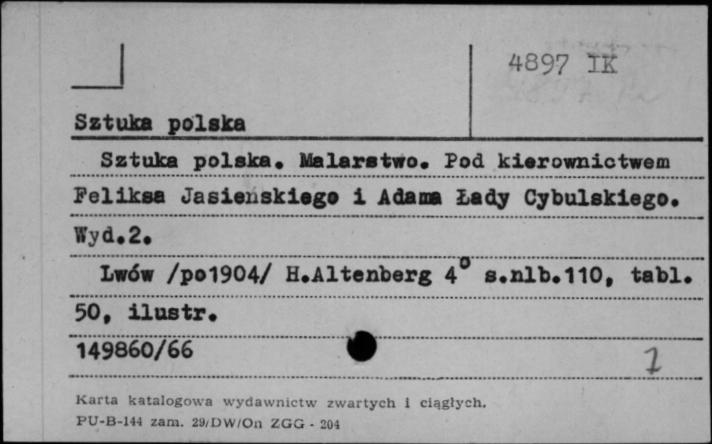 4897 IK
Sztuka polska
Sztuka polska. Malarstwo. Pod kierownictwem
Feliksa Jasieńskiego i Adama Łady Cybulskiego.
Wyd.2.
Lwów /po1904/ H.Altenberg 4° s.nlb.110, tabl.
50, ilustr.
149860/66
1
Karta katalogowa wydawnictw zwartych i ciągłych.
PU-B-144 zam. 29/DW/On ZGG - 204